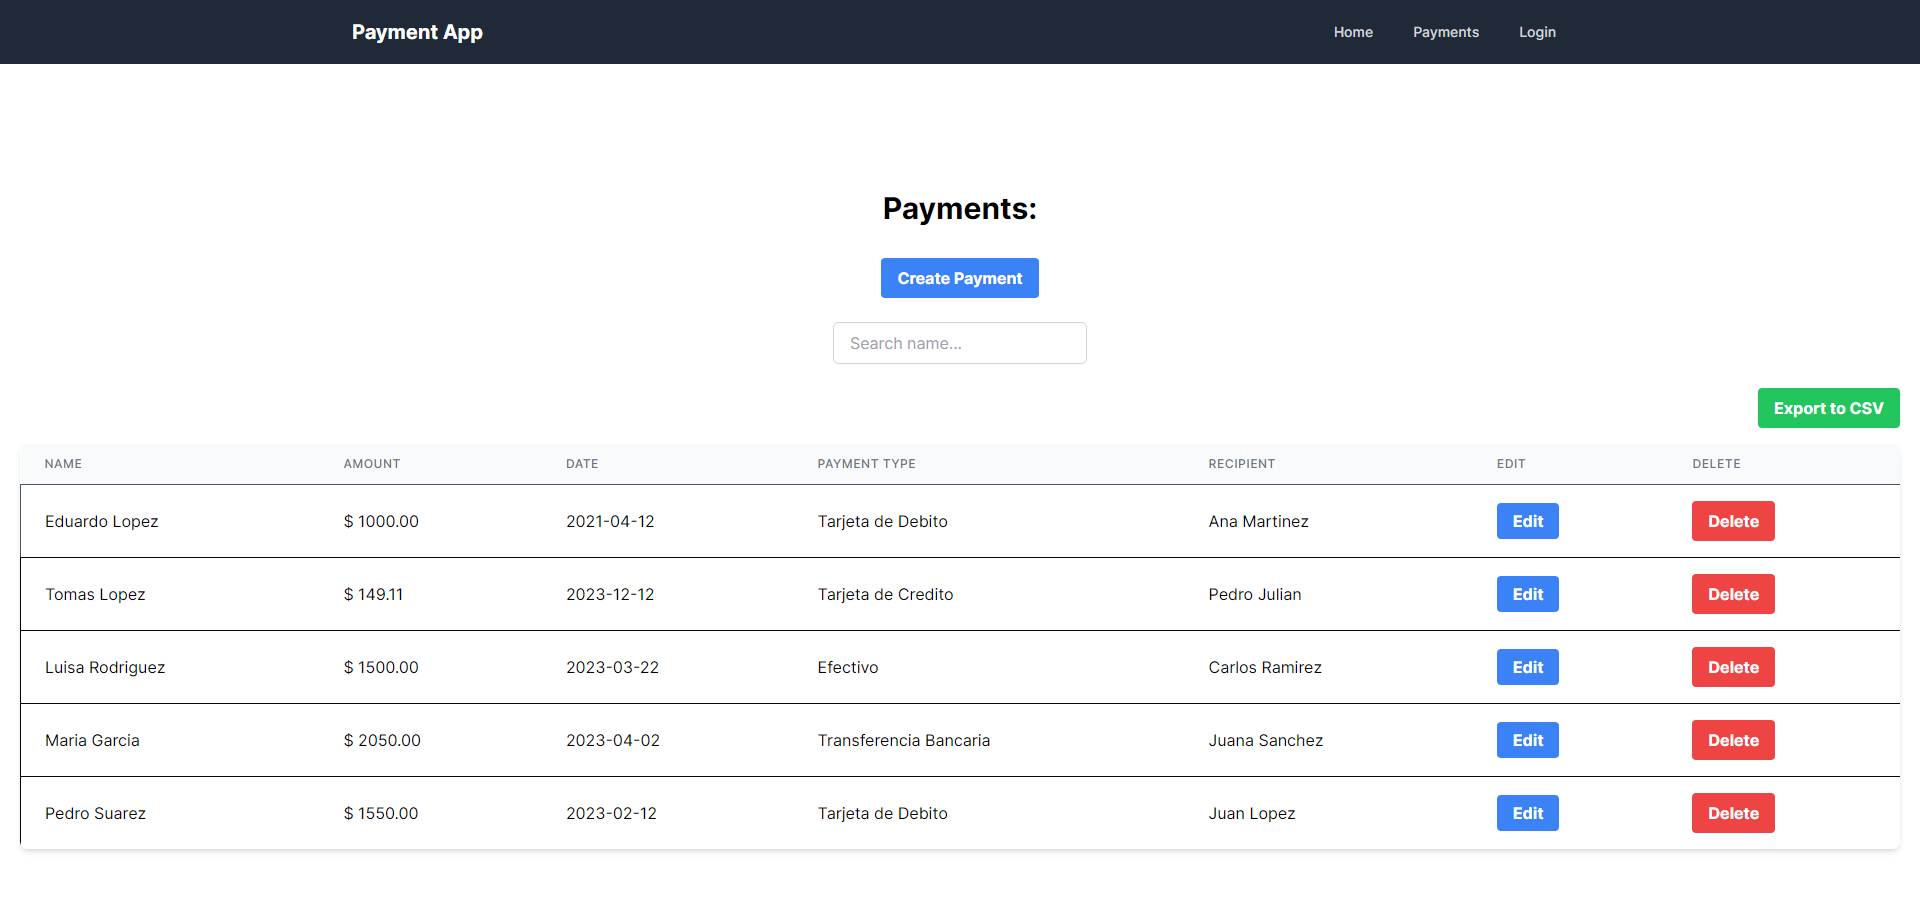 Payment App Home Payments Login
Payments:
Create Payment
Search name...
Export to CSV
NAME AMOUNT DATE PAYMENT TYPE RECIPIENT EDIT DELETE
Eduardo Lopez $ 1000.00 2021-04-12 Tarjeta de Debito Ana Martinez Edit Delete
Tomas Lopez $ 149.11 2023-12-12 Tarjeta de Credito Pedro Julian Edit Delete
Luisa Rodriguez $ 1500.00 2023-03-22 Efectivo Carlos Ramirez Edit Delete
Maria Garcia $ 2050.00 2023-04-02 Transferencia Bancaria Juana Sanchez Edit Delete
Pedro Suarez $ 1550.00 2023-02-12 Tarjeta de Debito Juan Lopez Edit Delete